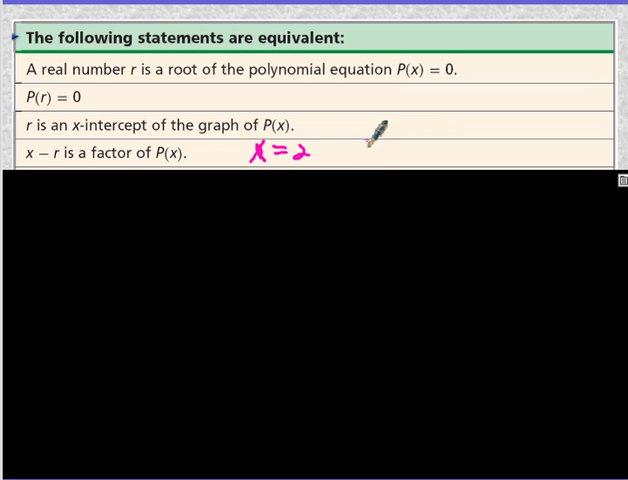 The following statements are equivalent:
A real number r is a root of the polynomial equation P(x) = 0.
P(r) = 0
r is an x-intercept of the graph of P(x).
x – r is a factor of P(x). x = 2